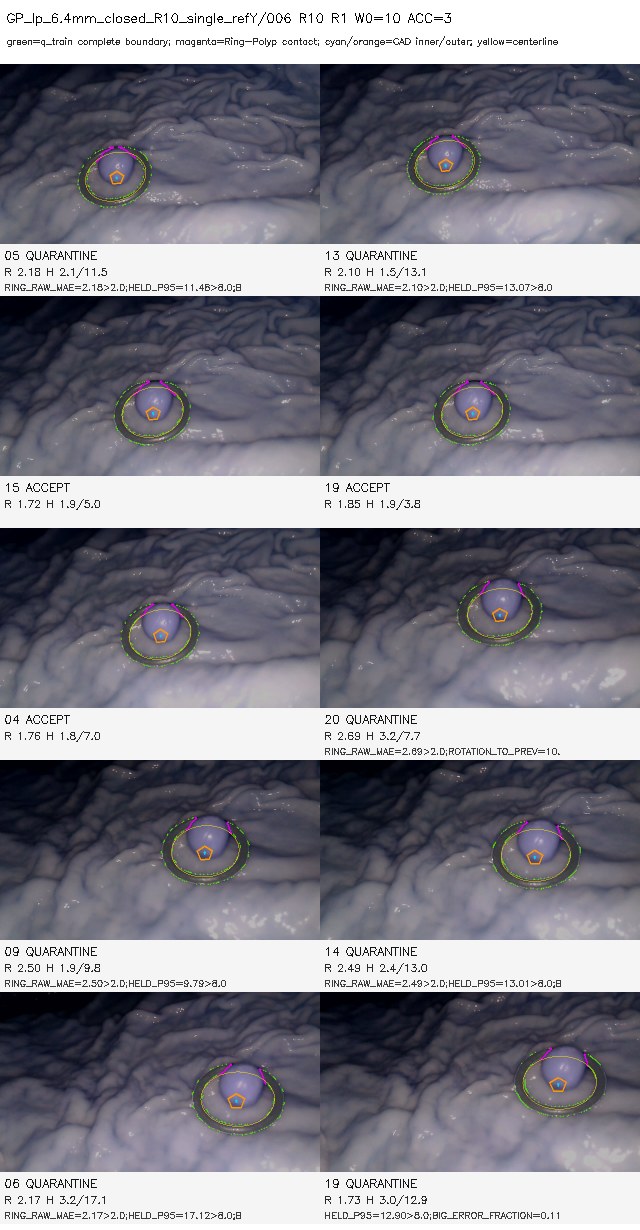 GP_Ip_6.4mm_closed_R10_single_refY/006 R10 R1 W0=10 ACC=3
green=q_train complete boundary; magenta=Ring-Polyp contact; cyan/orange=CAD inner/outer; yellow=centerline
05 QUARANTINE
R 2.18 H 2.1/11.5
RING_RAW_MAE=2.18>2.0;HELD_P95=11.48>8.0;B
13 QUARANTINE
R 2.10 H 1.5/13.1
RING_RAW_MAE=2.10>2.0;HELD_P95=13.07>8.0
15 ACCEPT
R 1.72 H 1.9/5.0
19 ACCEPT
R 1.85 H 1.9/3.8
04 ACCEPT
R 1.76 H 1.8/7.0
20 QUARANTINE
R 2.69 H 3.2/7.7
RING_RAW_MAE=2.69>2.0;ROTATION_TO_PREV=10.
09 QUARANTINE
R 2.50 H 1.9/9.8
RING_RAW_MAE=2.50>2.0;HELD_P95=9.79>8.0
14 QUARANTINE
R 2.49 H 2.4/13.0
RING_RAW_MAE=2.49>2.0;HELD_P95=13.01>8.0;B
06 QUARANTINE
R 2.17 H 3.2/17.1
RING_RAW_MAE=2.17>2.0;HELD_P95=17.12>8.0;B
19 QUARANTINE
R 1.73 H 3.0/12.9
HELD_P95=12.90>8.0;BIG_ERROR_FRACTION=0.11